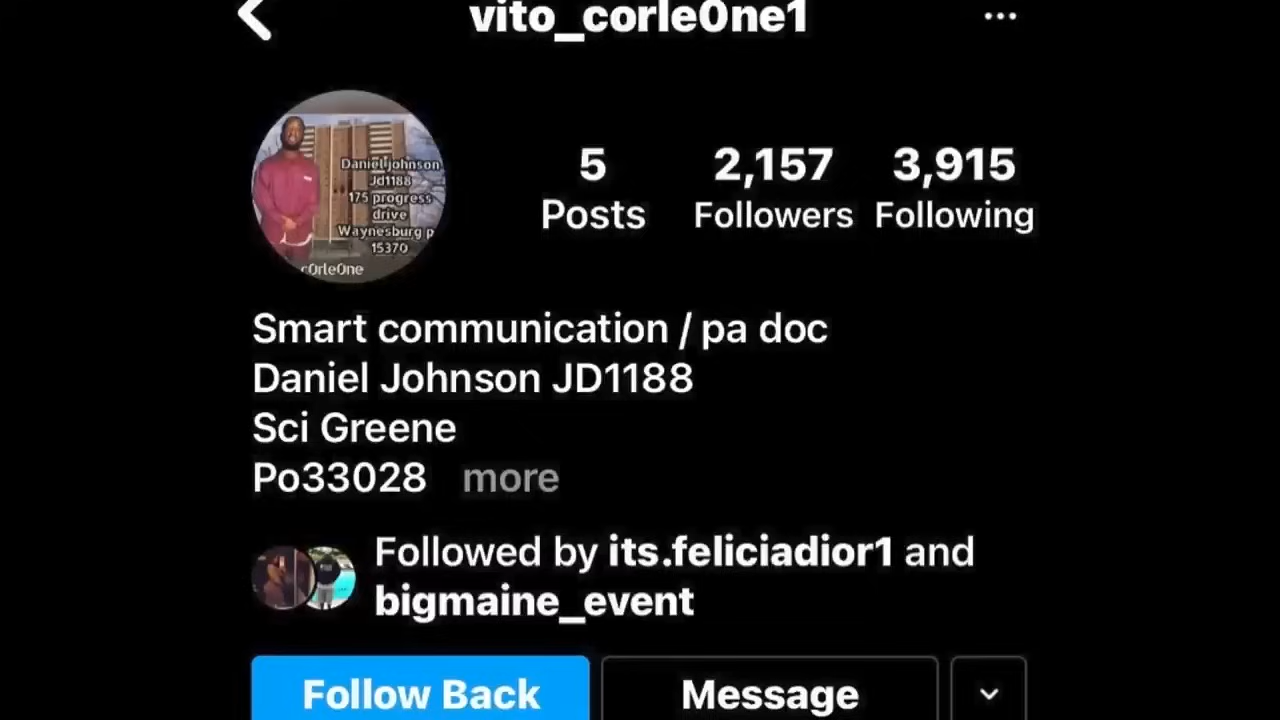 vito_corle0ne1
Daniel johnson
Jd1188
175 progress
drive
Waynesburg p
15370
c0rle0ne
5
Posts
2,157
Followers
3,915
Following
Smart communication / pa doc
Daniel Johnson JD1188
Sci Greene
Po33028 more
Followed by its.feliciadior1 and
bigmaine_event
Follow Back
Message